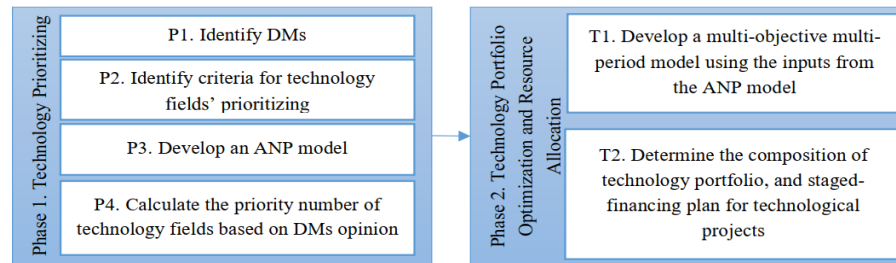 Phase 1. Technology Prioritizing
P1. Identify DMs
P2. Identify criteria for technology
fields' prioritizing
P3. Develop an ANP model
P4. Calculate the priority number of
technology fields based on DMs opinion
Phase 2. Technology Portfolio
Optimization and Resource
Allocation
T1. Develop a multi-objective multi-
period model using the inputs from
the ANP model
T2. Determine the composition of
technology portfolio, and staged-
financing plan for technological
projects